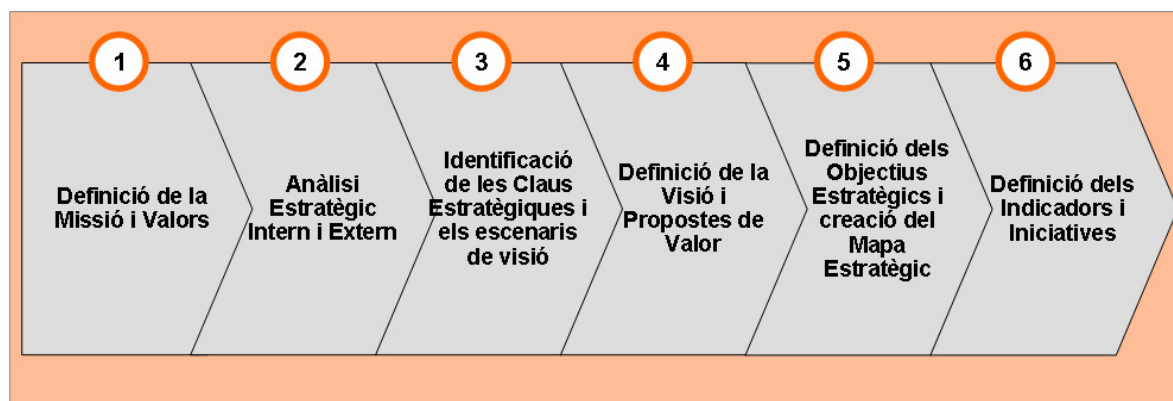 1
Definició de la
Missió i Valors
2
Anàlisi
Estratègic
Intern i Extern
3
Identificació
de les Claus
Estratègiques i
els escenaris
de visió
4
Definició de la
Visió i
Propostes de
Valor
5
Definició dels
Objectius
Estratègics i
creació del
Mapa
Estratègic
6
Definició dels
Indicadors i
Iniciatives